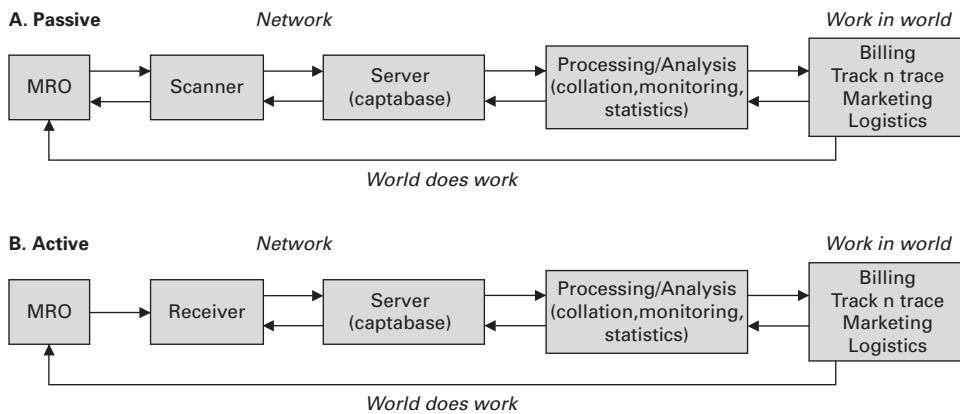 A. Passive
Network
Work in world
MRO
Scanner
Server
(captabase)
Processing/Analysis
(collation,monitoring,
statistics)
Billing
Track n trace
Marketing
Logistics
World does work
B. Active
Network
Work in world
MRO
Receiver
Server
(captabase)
Processing/Analysis
(collation,monitoring,
statistics)
Billing
Track n trace
Marketing
Logistics
World does work